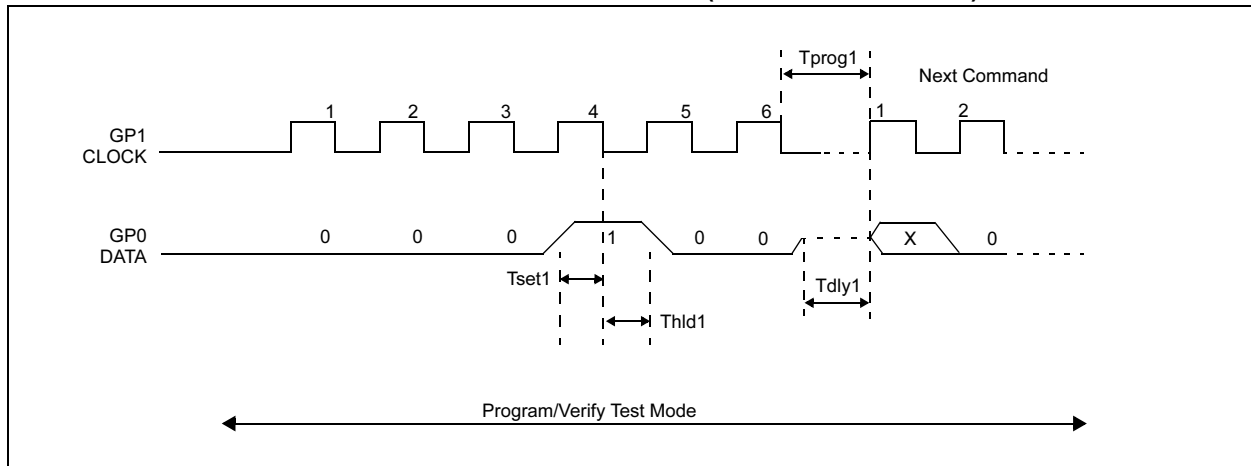 Tprog1
Next Command
1 2 3 4 5 6 1 2
GP1
CLOCK
GP0
DATA
0 0 0 1 0 0 X 0
Tset1
Tdly1
Thld1
Program/Verify Test Mode